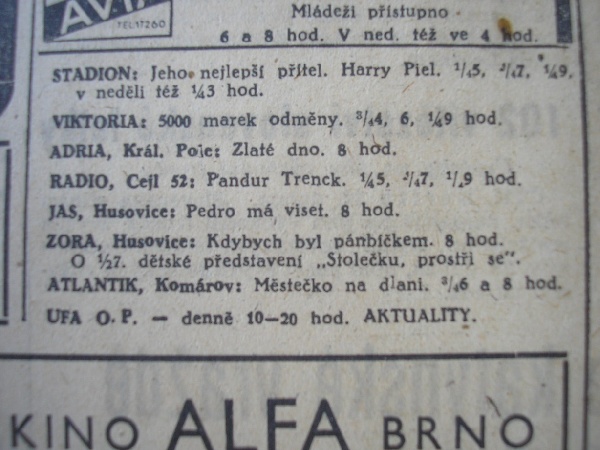 AVIA
TEL. 17260
Mládeži přístupno
6 a 8 hod. V ned. též ve 4 hod.
STADION: Jeho nejlepší přítel. Harry Piel. ¼5, ¾7, ¼9,
v neděli též ¼3 hod.
VIKTORIA: 5000 marek odměny. ¾4, 6, ¼9 hod.
ADRIA, Král. Pole: Zlaté dno. 8 hod.
RADIO, Cejl 52: Pandur Trenck. ¼5, ¾7, ¼9 hod.
JAS, Husovice: Pedro má viset. 8 hod.
ZORA, Husovice: Kdybych byl pánbíčkem. 8 hod.
O ½7. dětské představení „Stolečku, prostři se".
ATLANTIK, Komárov: Městečko na dlani. ¾6 a 8 hod.
UFA O. P. — denně 10—20 hod. AKTUALITY.
KINO ALFA BRNO